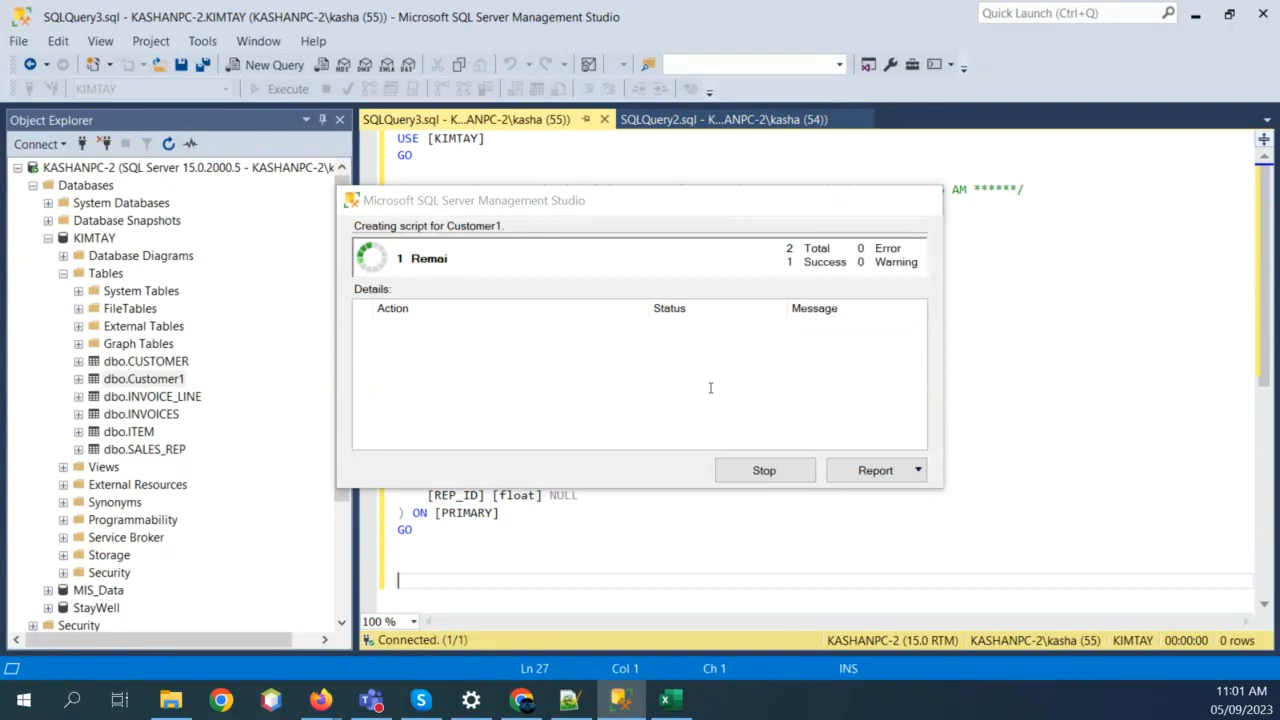 SQLQuery3.sql - KASHANPC-2.KIMTAY (KASHANPC-2\kasha (55)) - Microsoft SQL Server Management Studio
Quick Launch (Ctrl+Q)
File Edit View Project Tools Window Help
New Query
KIMTAY
Execute
Object Explorer
SQLQuery3.sql - K...ANPC-2\kasha (55))
SQLQuery2.sql - K...ANPC-2\kasha (54))
Connect
KASHANPC-2 (SQL Server 15.0.2000.5 - KASHANPC-2\k
Databases
System Databases
Database Snapshots
KIMTAY
Database Diagrams
Tables
System Tables
FileTables
External Tables
Graph Tables
dbo.CUSTOMER
dbo.Customer1
dbo.INVOICE_LINE
dbo.INVOICES
dbo.ITEM
dbo.SALES_REP
Views
External Resources
Synonyms
Programmability
Service Broker
Storage
Security
MIS_Data
StayWell
Security
USE [KIMTAY]
GO
AM ******/
Microsoft SQL Server Management Studio
Creating script for Customer1.
1 Remai
2 Total 0 Error
1 Success 0 Warning
Details:
Action Status Message
Stop Report
[REP_ID] [float] NULL
) ON [PRIMARY]
GO
100 %
Connected. (1/1)
KASHANPC-2 (15.0 RTM) KASHANPC-2\kasha (55) KIMTAY 00:00:00 0 rows
Ln 27 Col 1 Ch 1 INS
11:01 AM
05/09/2023